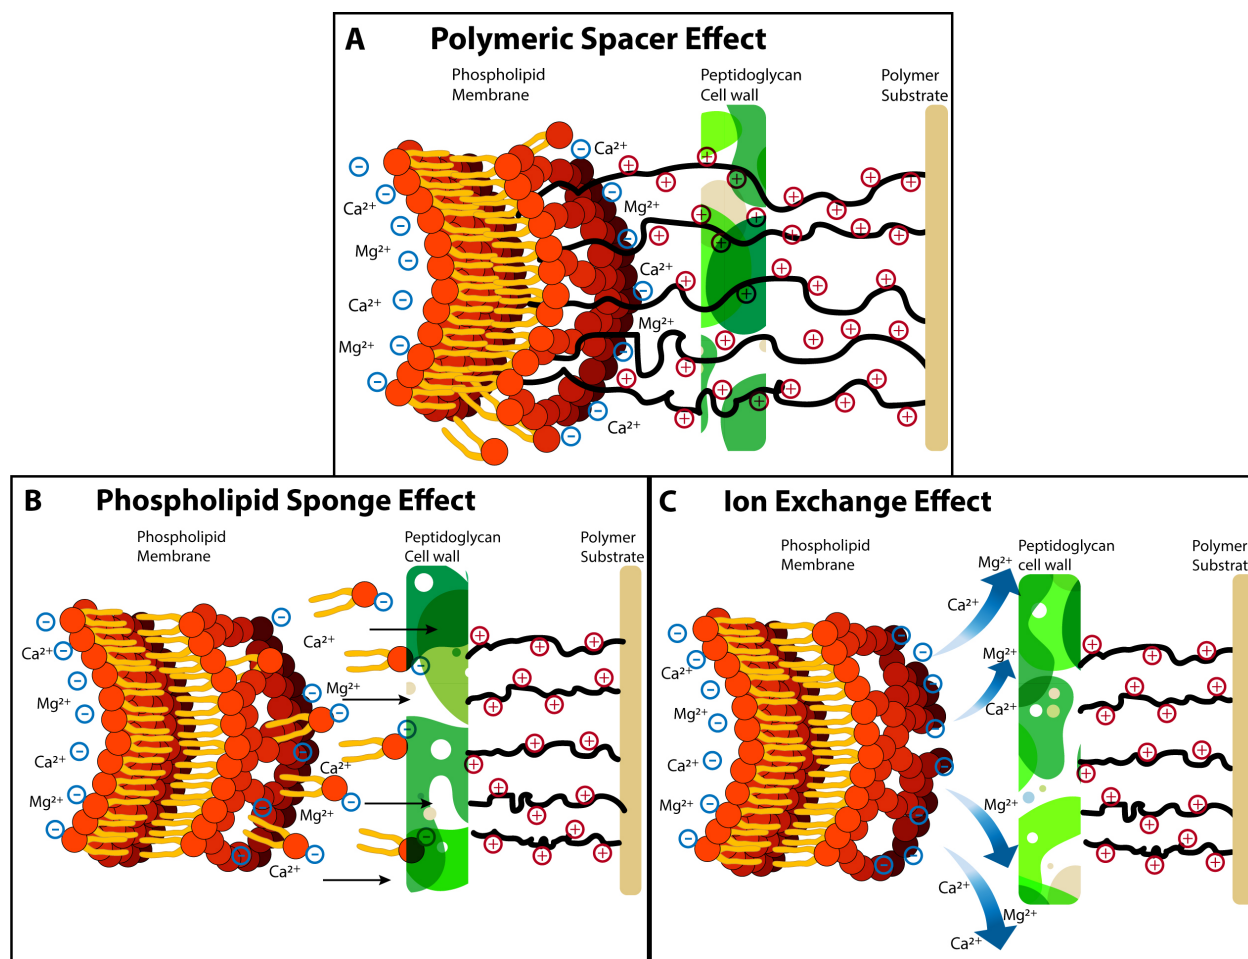 A Polymeric Spacer Effect
Phospholipid
Membrane
Peptidoglycan
Cell wall
Polymer
Substrate
Ca²⁺
Mg²⁺
Ca²⁺
Mg²⁺
Ca²⁺
Mg²⁺
Ca²⁺
Mg²⁺
Ca²⁺
B Phospholipid Sponge Effect
Phospholipid
Membrane
Peptidoglycan
Cell wall
Polymer
Substrate
Ca²⁺
Mg²⁺
Ca²⁺
Mg²⁺
Ca²⁺
Mg²⁺
Ca²⁺
Mg²⁺
Ca²⁺
C Ion Exchange Effect
Phospholipid
Membrane
Peptidoglycan
cell wall
Polymer
Substrat
Ca²⁺
Mg²⁺
Ca²⁺
Mg²⁺
Mg²⁺
Ca²⁺
Mg²⁺
Ca²⁺
Mg²⁺
Ca²⁺
Mg²⁺
Ca²⁺